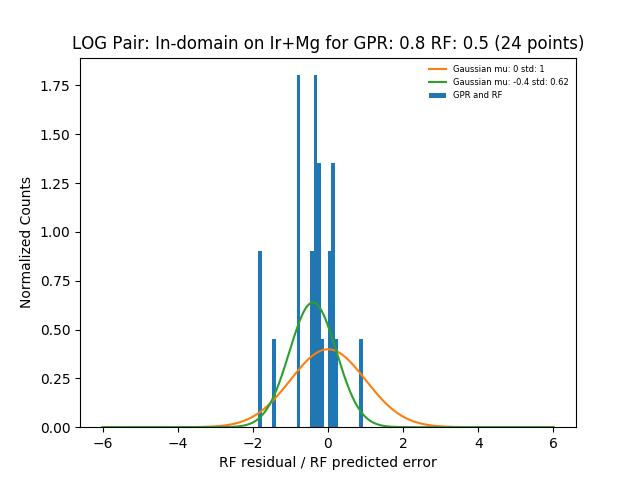 LOG Pair: In-domain on Ir+Mg for GPR: 0.8 RF: 0.5 (24 points)
Gaussian mu: 0 std: 1
Gaussian mu: -0.4 std: 0.62
GPR and RF
1.75
1.50
1.25
1.00
0.75
0.50
0.25
0.00
Normalized Counts
−6 −4 −2 0 2 4 6
RF residual / RF predicted error